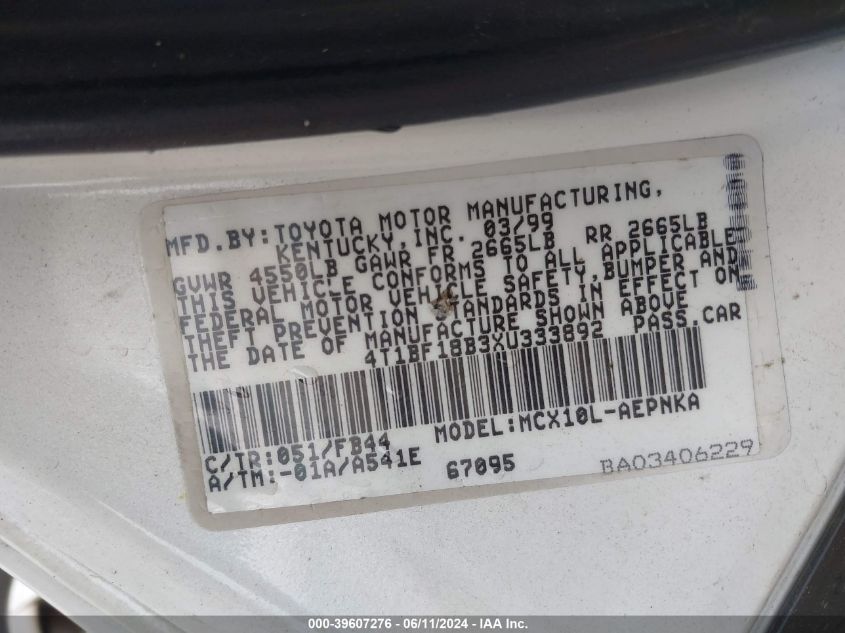 MFD.BY:TOYOTA MOTOR MANUFACTURING,
KENTUCKY,INC. 03/99
GVWR 4550LB GAWR FR 2665LB RR 2665LB
THIS VEHICLE CONFORMS TO ALL APPLICABLE
FEDERAL MOTOR VEHICLE SAFETY,BUMPER AND
THEFT PREVENTION STANDARDS IN EFFECT ON
THE DATE OF MANUFACTURE SHOWN ABOVE
4T1BF18B3XU333892 PASS.CAR
C/TR:051/FB44 MODEL:MCX10L-AEPNKA
A/TM:-01A/A541E 67095 BA03406229
000-39607276 - 06/11/2024 - IAA Inc.